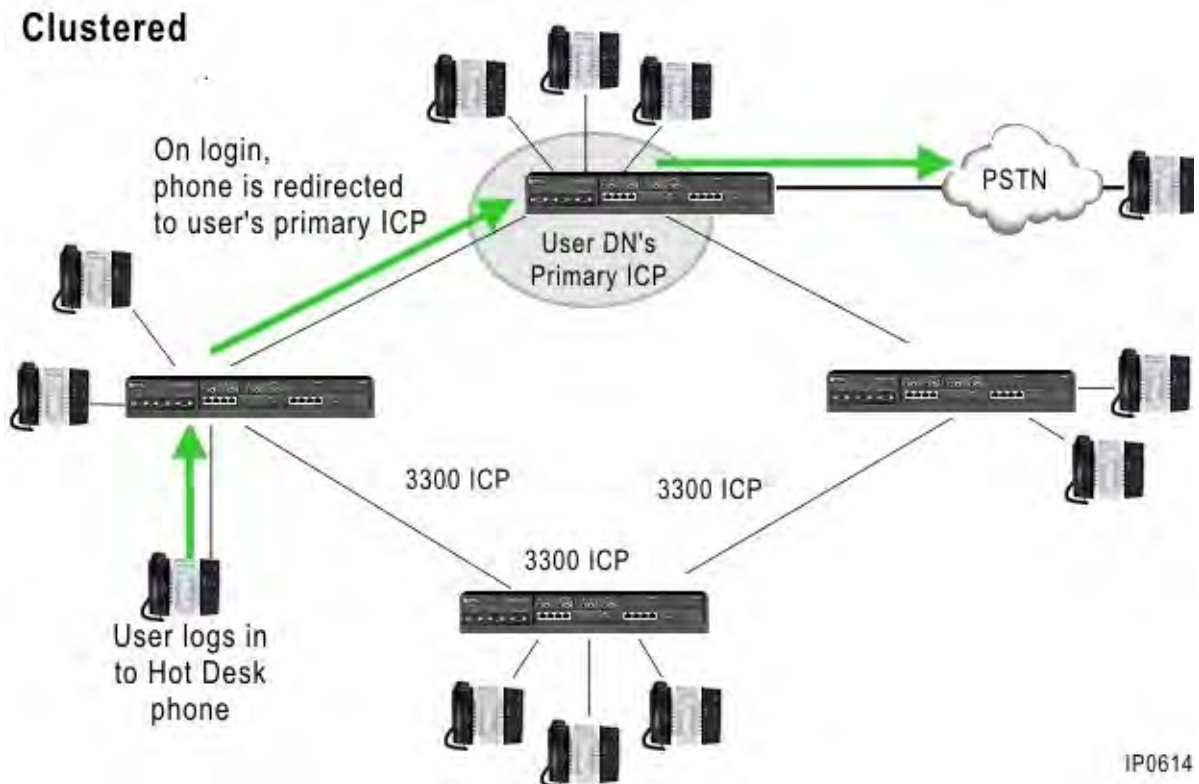 Clustered
On login,
phone is redirected
to user's primary ICP
PSTN
User DN's
Primary ICP
3300 ICP
3300 ICP
3300 ICP
User logs in
to Hot Desk
phone
IP0614